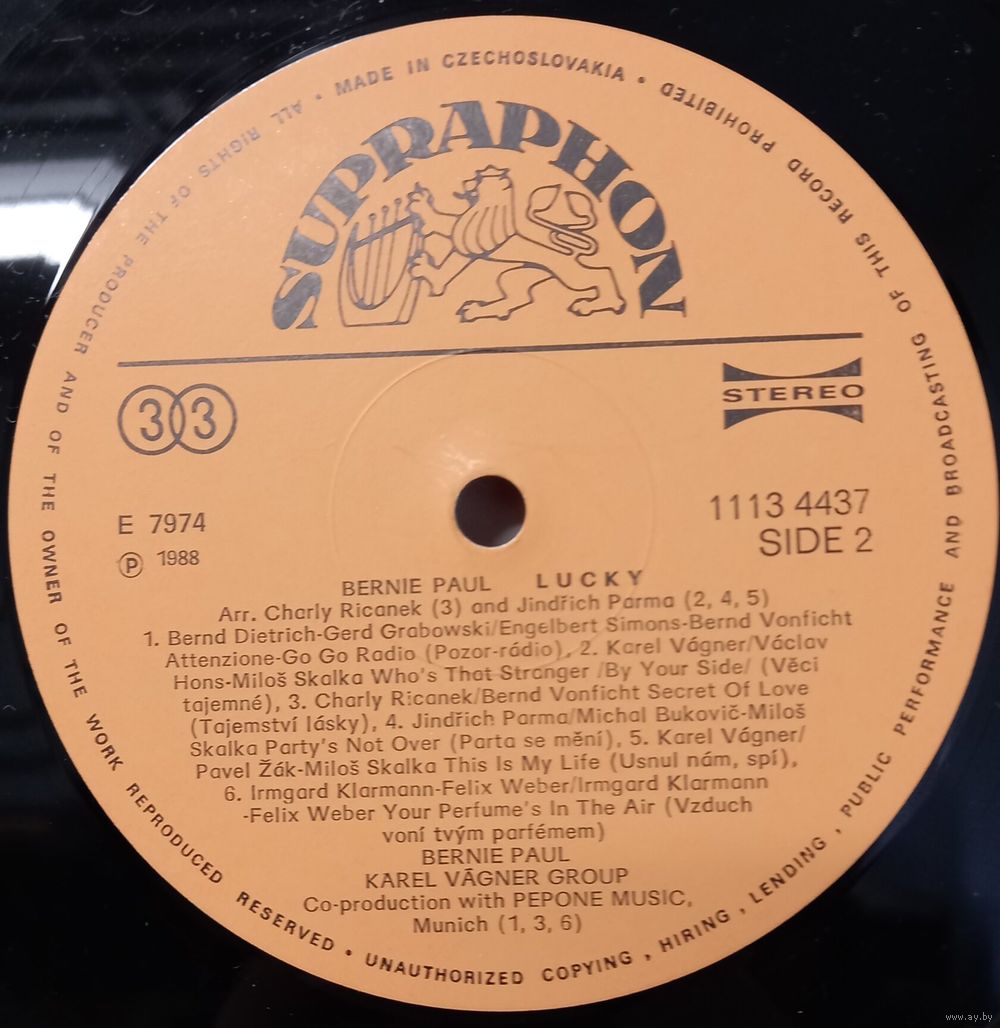 ALL RIGHTS OF THE PRODUCER AND OF THE OWNER OF THE WORK REPRODUCED RESERVED • UNAUTHORIZED COPYING, HIRING, LENDING, PUBLIC PERFORMANCE AND BROADCASTING OF THIS RECORD PROHIBITED • MADE IN CZECHOSLOVAKIA •
SUPRAPHON
33
STEREO
E 7974
1113 4437
Ⓟ 1988
SIDE 2
BERNIE PAUL LUCKY
Arr. Charly Ricanek (3) and Jindřich Parma (2, 4, 5)
1. Bernd Dietrich-Gerd Grabowski/Engelbert Simons-Bernd Vonficht
Attenzione-Go Go Radio (Pozor-rádio), 2. Karel Vágner/Václav
Hons-Miloš Skalka Who's That Stranger /By Your Side/ (Věci
tajemné), 3. Charly Ricanek/Bernd Vonficht Secret Of Love
(Tajemství lásky), 4. Jindřich Parma/Michal Bukovič-Miloš
Skalka Party's Not Over (Parta se mění), 5. Karel Vágner/
Pavel Žák-Miloš Skalka This Is My Life (Usnul nám, spí),
6. Irmgard Klarmann-Felix Weber/Irmgard Klarmann
-Felix Weber Your Perfume's In The Air (Vzduch
voní tvým parfémem)
BERNIE PAUL
KAREL VÁGNER GROUP
Co-production with PEPONE MUSIC,
Munich (1, 3, 6)
www.ay.by